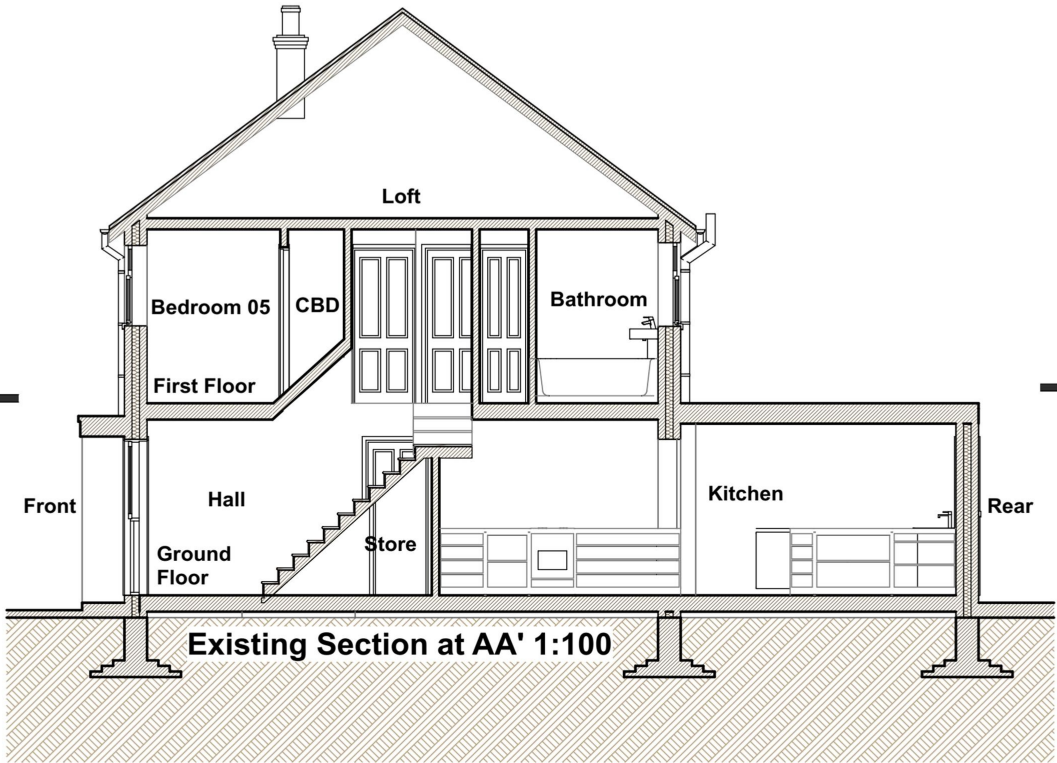 Loft
Bedroom 05
CBD
Bathroom
First Floor
Front
Hall
Kitchen
Rear
Ground
Floor
Store
Existing Section at AA' 1:100